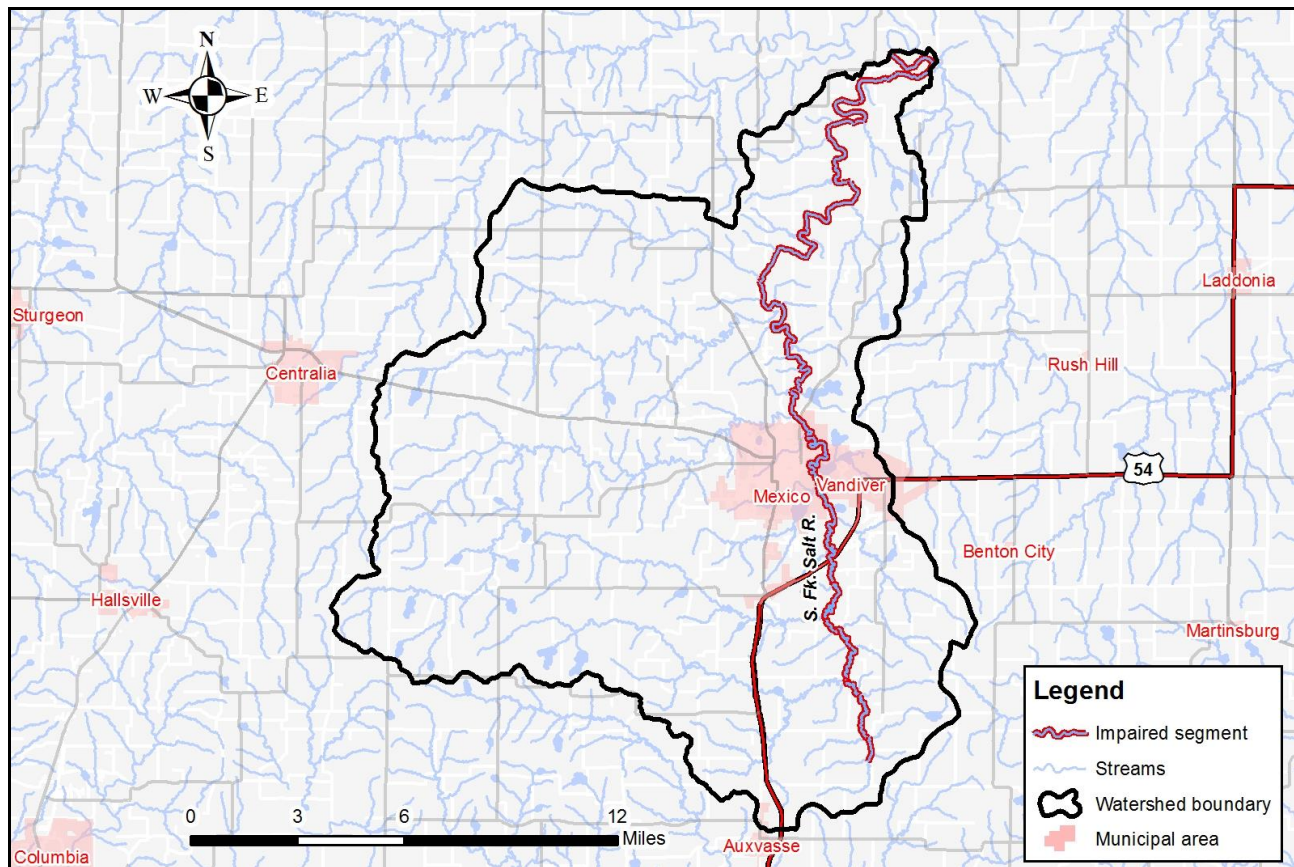 N
W E
S
Laddonia
Sturgeon
Rush Hill
Centralia
54
Vandiver
Mexico
S. Fk. Salt R.
Benton City
Hallsville
Martinsburg
Legend
Impaired segment
Streams
Watershed boundary
Municipal area
0 3 6 12
Miles
Auxvasse
Columbia